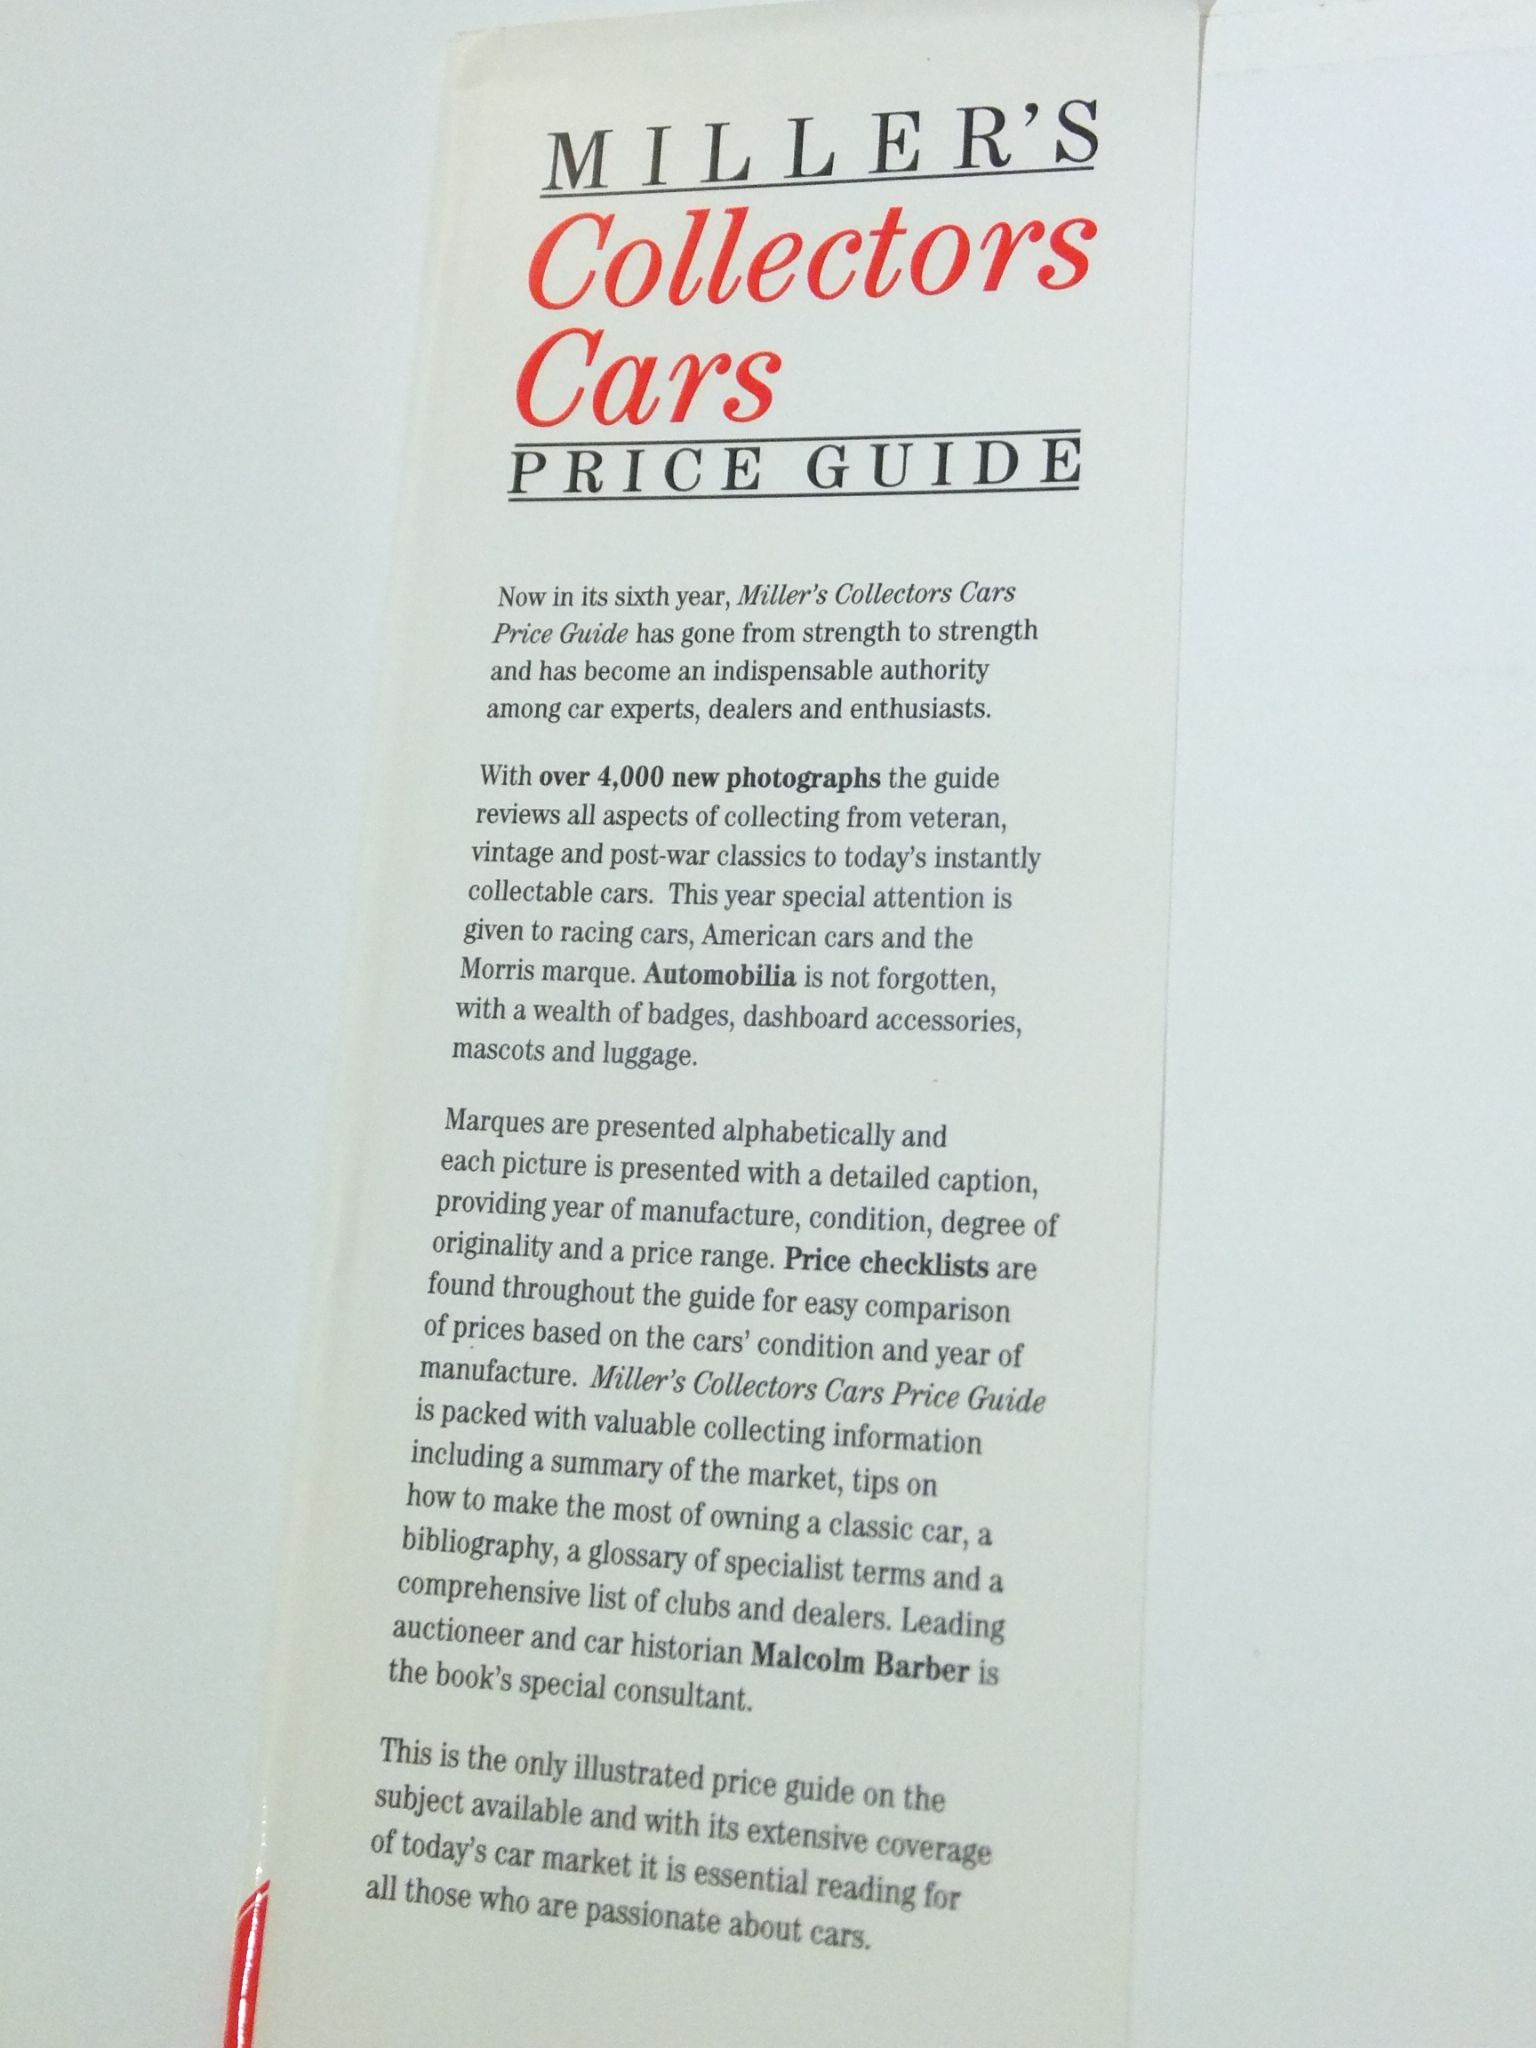 MILLER'S
Collectors
Cars
PRICE GUIDE
Now in its sixth year, Miller's Collectors Cars
Price Guide has gone from strength to strength
and has become an indispensable authority
among car experts, dealers and enthusiasts.
With over 4,000 new photographs the guide
reviews all aspects of collecting from veteran,
vintage and post-war classics to today's instantly
collectable cars. This year special attention is
given to racing cars, American cars and the
Morris marque. Automobilia is not forgotten,
with a wealth of badges, dashboard accessories,
mascots and luggage.
Marques are presented alphabetically and
each picture is presented with a detailed caption,
providing year of manufacture, condition, degree of
originality and a price range. Price checklists are
found throughout the guide for easy comparison
of prices based on the cars' condition and year of
manufacture. Miller's Collectors Cars Price Guide
is packed with valuable collecting information
including a summary of the market, tips on
how to make the most of owning a classic car, a
bibliography, a glossary of specialist terms and a
comprehensive list of clubs and dealers. Leading
auctioneer and car historian Malcolm Barber is
the book's special consultant.
This is the only illustrated price guide on the
subject available and with its extensive coverage
of today's car market it is essential reading for
all those who are passionate about cars.